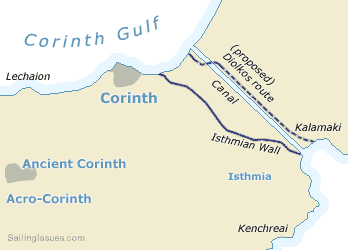 Corinth Gulf
(proposed)
Diolkos route
Lechaion
Canal
Corinth
Kalamaki
Isthmian Wall
Ancient Corinth
Isthmia
Acro-Corinth
Kenchreai
SailingIssues.com